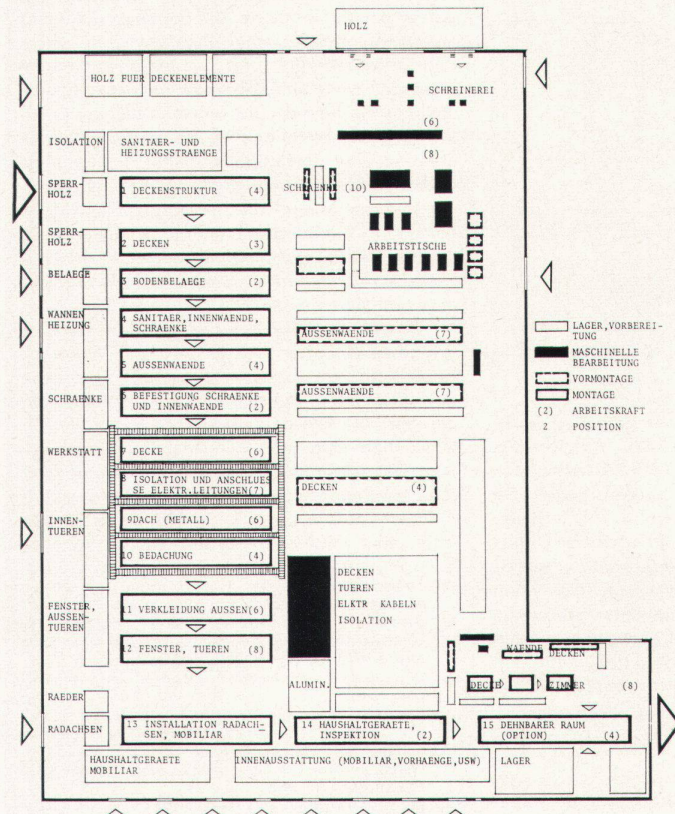 HOLZ
HOLZ FUER DECKENELEMENTE
SCHREINEREI
(6)
(8)
ISOLATION
SANITAER- UND
HEIZUNGSSTRAENGE
SPERR-
HOLZ
1 DECKENSTRUKTUR (4)
SCHRAENKE (10)
SPERR-
HOLZ
2 DECKEN (3)
ARBEITSTISCHE
BELAEGE
3 BODENBELAEGE (2)
WANNEN
HEIZUNG
4 SANITAER,INNENWAENDE,
SCHRAENKE
AUSSENWAENDE (7)
5 AUSSENWAENDE (4)
SCHRAENKE
BEFESTIGUNG SCHRAENKE
UND INNENWAENDE (2)
AUSSENWAENDE (7)
LAGER,VORBEREI-
TUNG
MASCHINELLE
BEARBEITUNG
VORMONTAGE
MONTAGE
(2) ARBEITSKRAFT
2 POSITION
WERKSTATT
7 DECKE (6)
8 ISOLATION UND ANSCHLUES
SE ELEKTR.LEITUNGEN(7)
DECKEN (4)
INNEN-
TUEREN
9DACH (METALL) (6)
10 BEDACHUNG (4)
DECKEN
TUEREN
ELKTR KABELN
ISOLATION
FENSTER,
AUSSEN-
TUEREN
11 VERKLEIDUNG AUSSEN(6)
12 FENSTER, TUEREN (8)
WAENDE
DECKEN
ALUMIN.
DECKE
ZIMMER
(8)
RAEDER
RADACHSEN
13 INSTALLATION RADACH-
SEN, MOBILIAR
14 HAUSHALTGERAETE,
INSPEKTION (2)
15 DEHNBARER RAUM
(OPTION) (4)
HAUSHALTGERAETE
MOBILIAR
INNENAUSSTATTUNG (MOBILIAR,VORHAENGE,USW)
LAGER